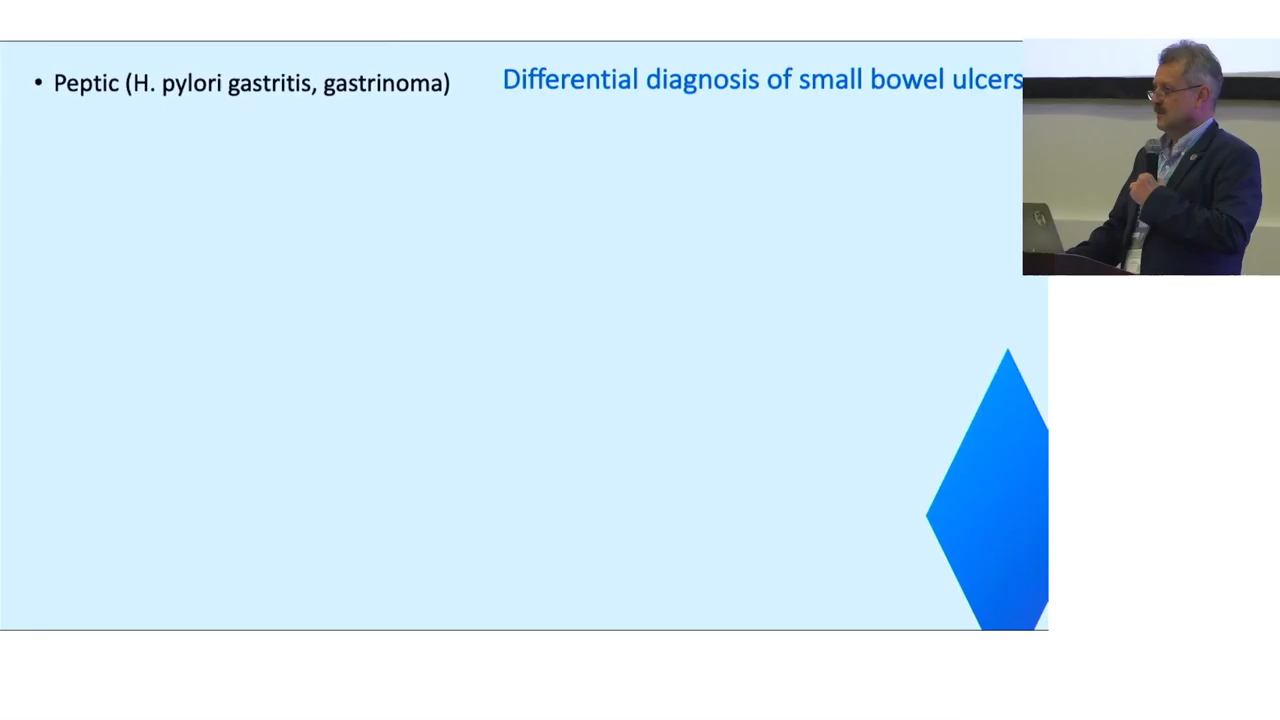 Differential diagnosis of small bowel ulcers
• Peptic (H. pylori gastritis, gastrinoma)